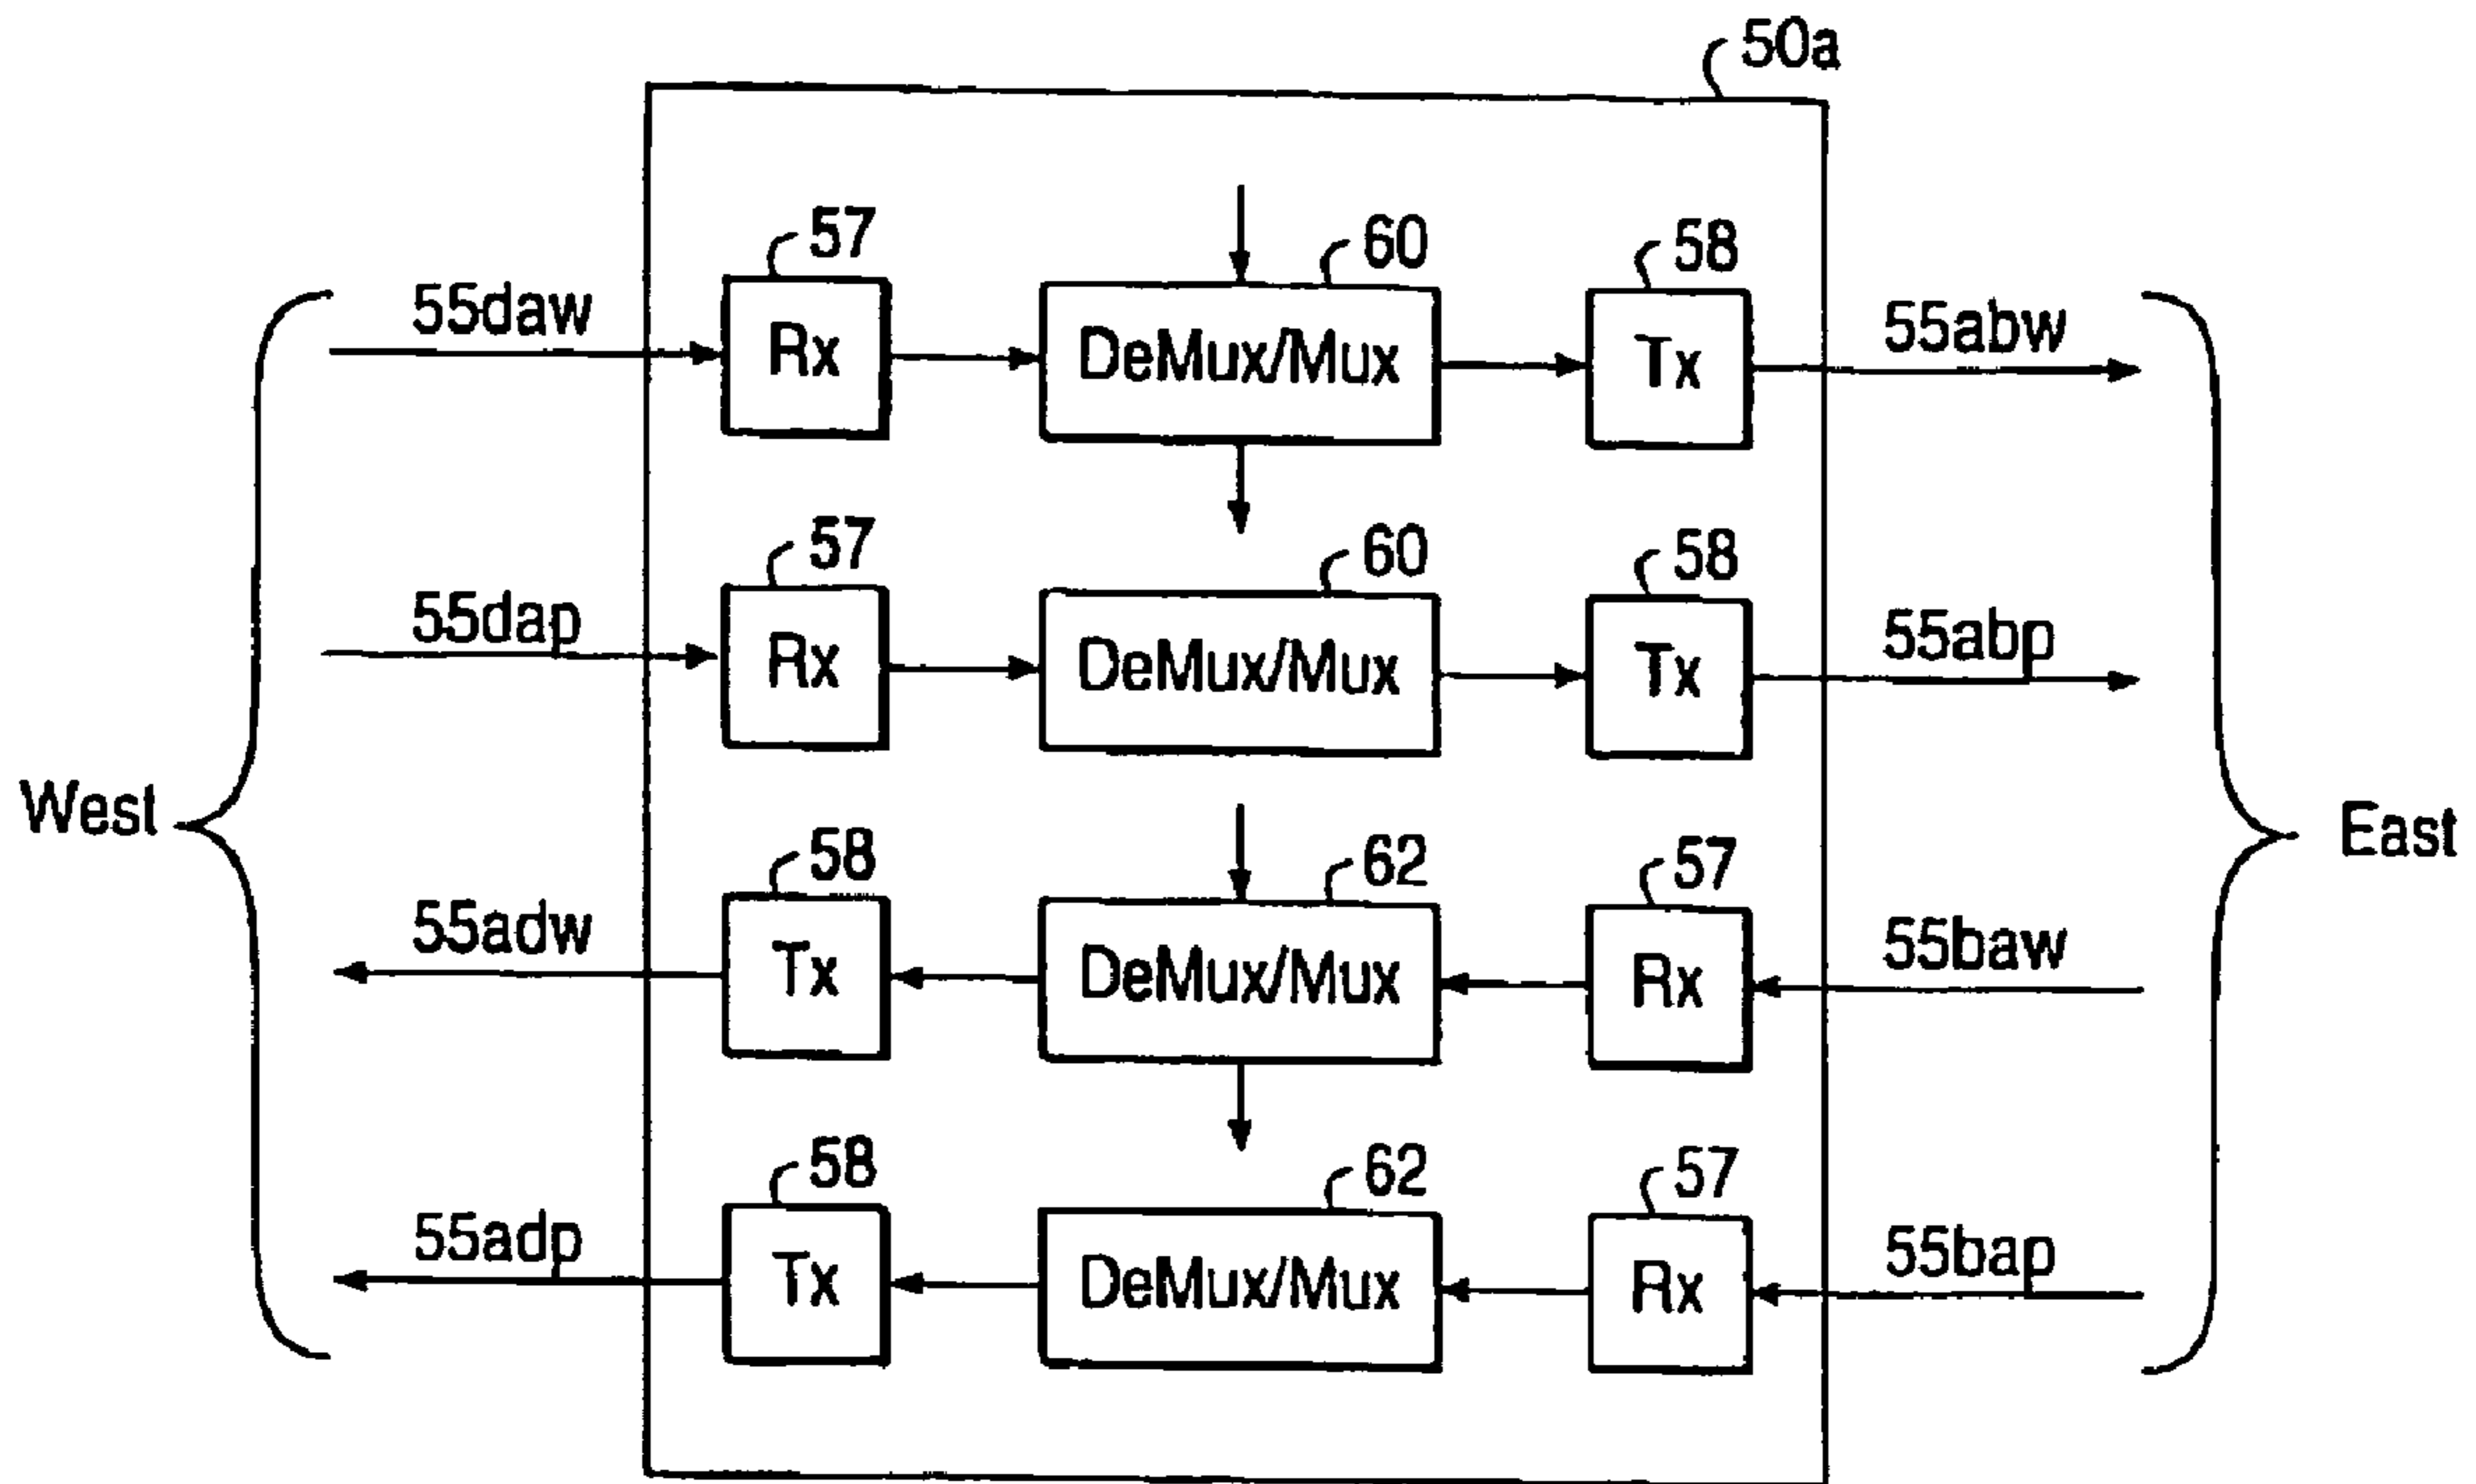 50a
57
60
58
55daw
Rx
DeMux/Mux
Tx
55abw
57
60
58
55dap
Rx
DeMux/Mux
Tx
55abp
West
East
58
62
57
55adw
Tx
DeMux/Mux
Rx
55baw
58
62
57
55adp
Tx
DeMux/Mux
Rx
55bap